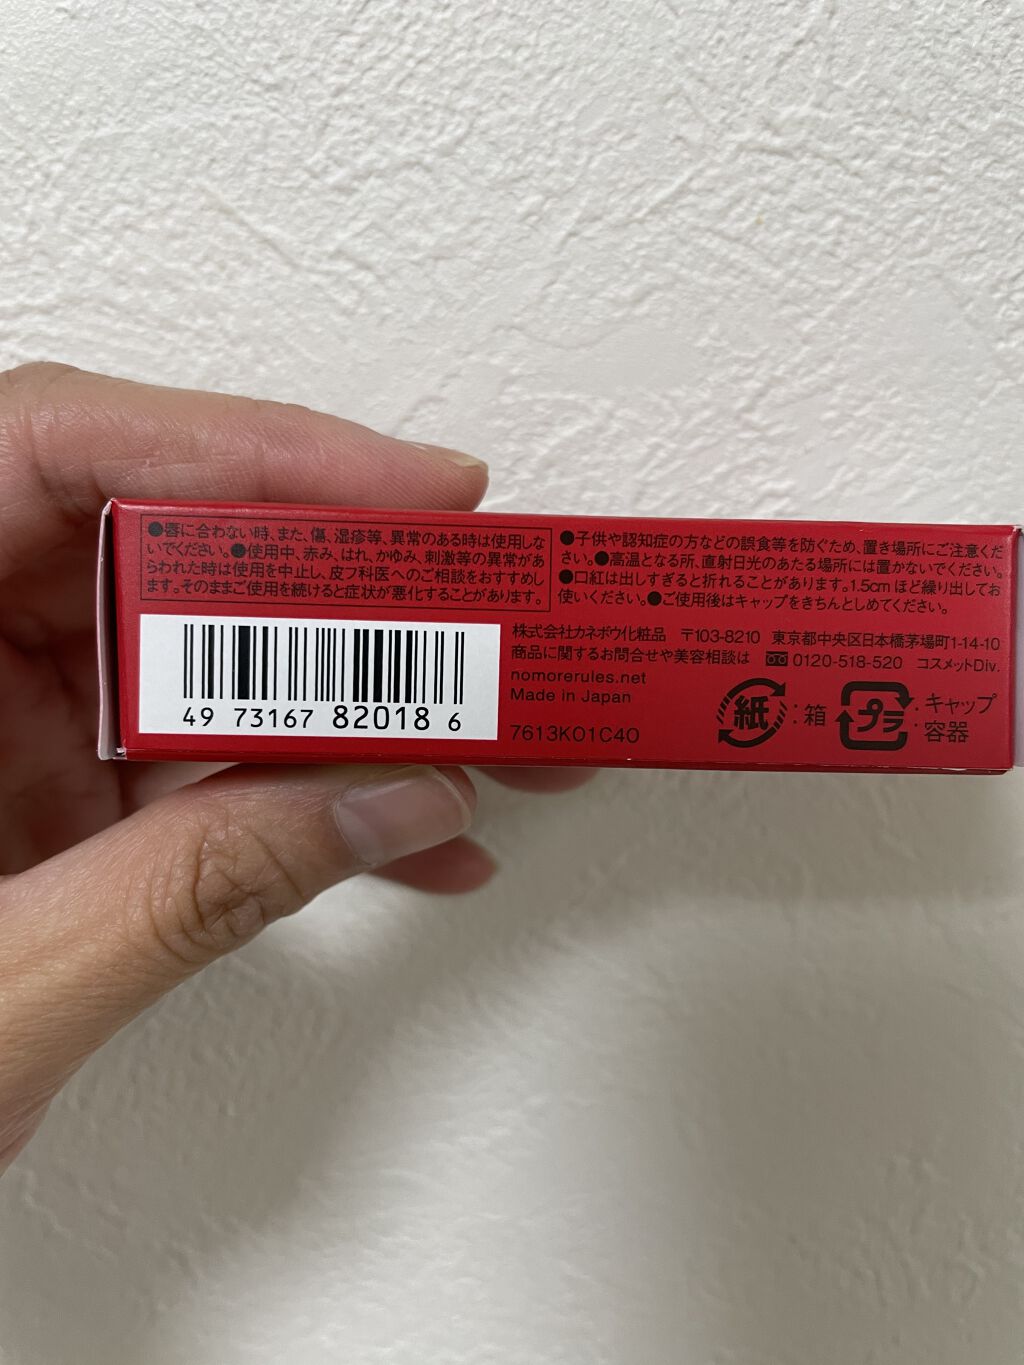 ●唇に合わない時、また、傷、湿疹等、異常のある時は使用しな
いでください。●使用中、赤み、はれ、かゆみ、刺激等の異常があ
らわれた時は使用を中止し、皮フ科医へのご相談をおすすめし
ます。そのままご使用を続けると症状が悪化することがあります。
●子供や認知症の方などの誤食等を防ぐため、置き場所にご注意くだ
さい。●高温となる所、直射日光のあたる場所には置かないでください。
●口紅は出しすぎると折れることがあります。1.5cm ほど繰り出してお
使いください。●ご使用後はキャップをきちんとしめてください。
49 73167 82018 6
株式会社カネボウ化粧品 〒103-8210 東京都中央区日本橋茅場町1-14-10
商品に関するお問合せや美容相談は 0120-518-520 コスメットDiv.
nomorerules.net
Made in Japan
7613K01C40
紙 : 箱
プラ : キャップ
: 容器